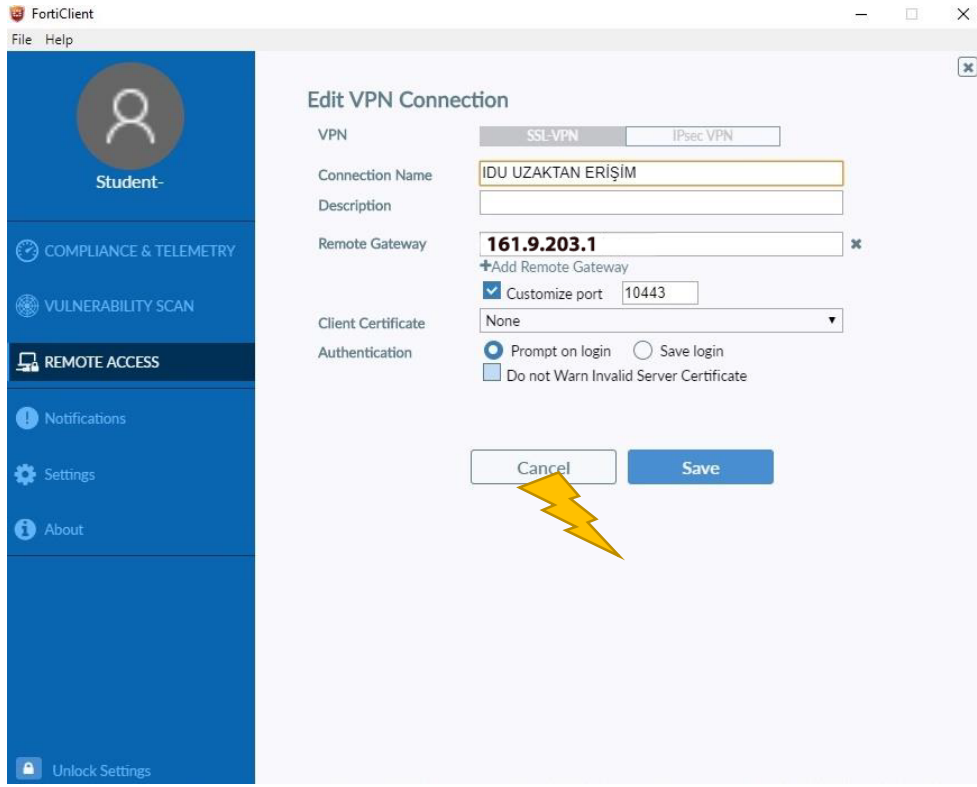 FortiClient
File Help
Edit VPN Connection
VPN SSL-VPN IPsec VPN
Student-
Connection Name IDU UZAKTAN ERİŞİM
Description
COMPLIANCE & TELEMETRY
Remote Gateway 161.9.203.1
+Add Remote Gateway
Customize port 10443
VULNERABILITY SCAN
Client Certificate None
Authentication Prompt on login Save login
REMOTE ACCESS
Do not Warn Invalid Server Certificate
Notifications
Cancel Save
Settings
About
Unlock Settings